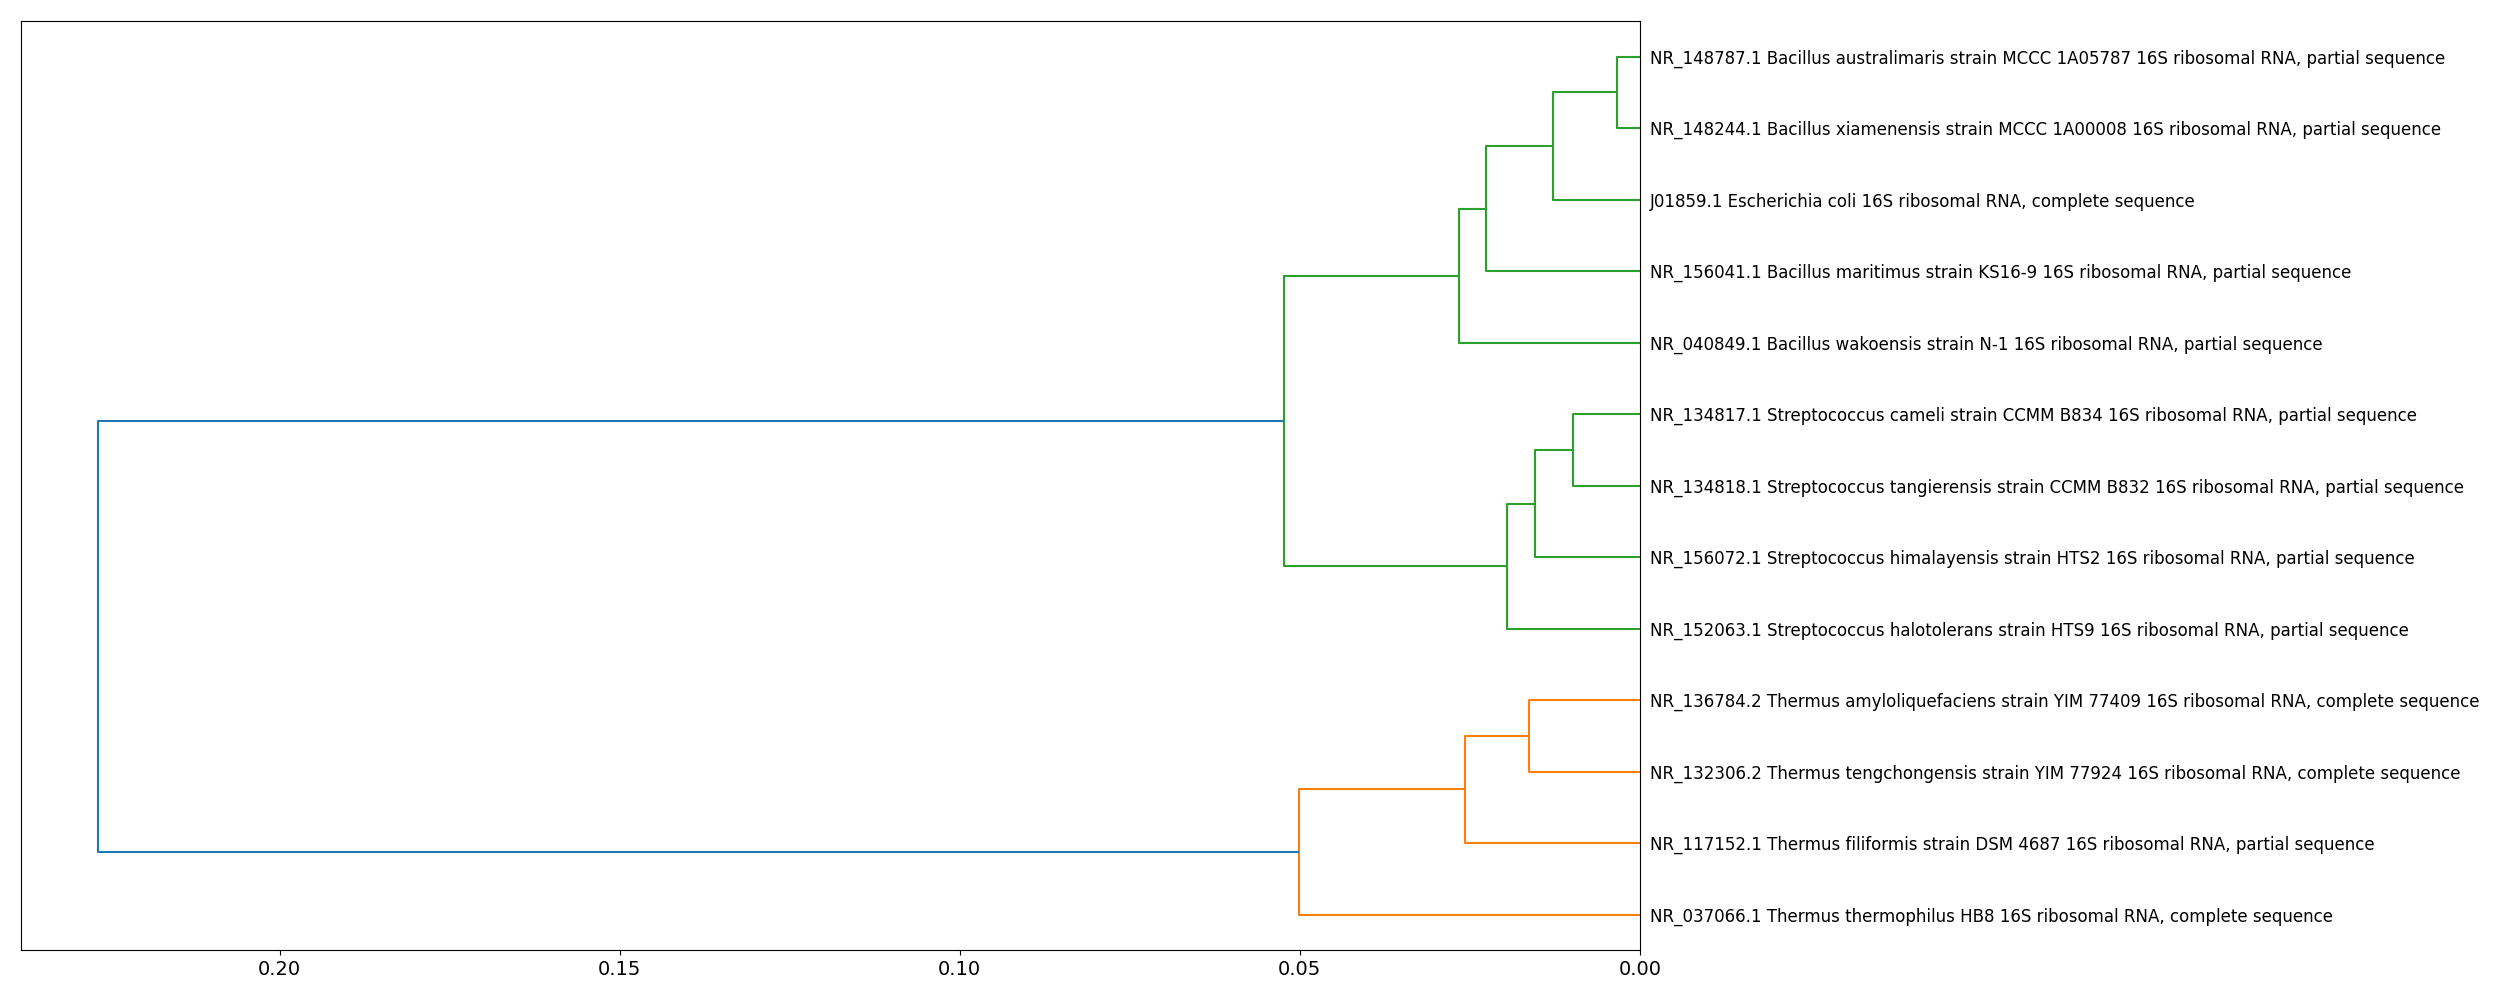 NR_148787.1 Bacillus australimaris strain MCCC 1A05787 16S ribosomal RNA, partial sequence
NR_148244.1 Bacillus xiamenensis strain MCCC 1A00008 16S ribosomal RNA, partial sequence
J01859.1 Escherichia coli 16S ribosomal RNA, complete sequence
NR_156041.1 Bacillus maritimus strain KS16-9 16S ribosomal RNA, partial sequence
NR_040849.1 Bacillus wakoensis strain N-1 16S ribosomal RNA, partial sequence
NR_134817.1 Streptococcus cameli strain CCMM B834 16S ribosomal RNA, partial sequence
NR_134818.1 Streptococcus tangierensis strain CCMM B832 16S ribosomal RNA, partial sequence
NR_156072.1 Streptococcus himalayensis strain HTS2 16S ribosomal RNA, partial sequence
NR_152063.1 Streptococcus halotolerans strain HTS9 16S ribosomal RNA, partial sequence
NR_136784.2 Thermus amyloliquefaciens strain YIM 77409 16S ribosomal RNA, complete sequence
NR_132306.2 Thermus tengchongensis strain YIM 77924 16S ribosomal RNA, complete sequence
NR_117152.1 Thermus filiformis strain DSM 4687 16S ribosomal RNA, partial sequence
NR_037066.1 Thermus thermophilus HB8 16S ribosomal RNA, complete sequence
0.20 0.15 0.10 0.05 0.00